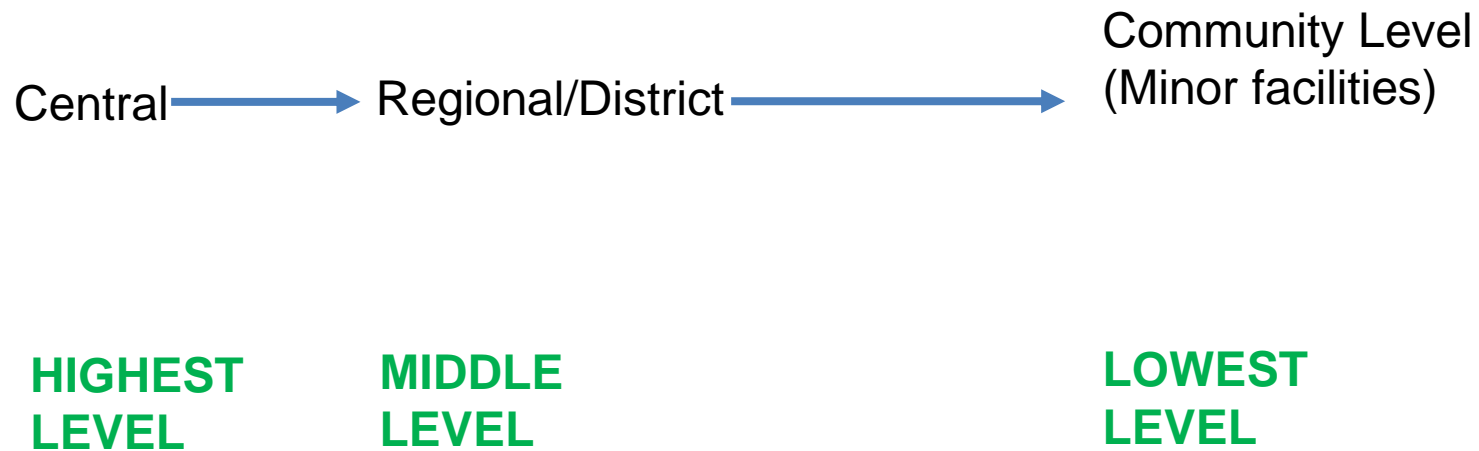 Central
Regional/District
Community Level
(Minor facilities)
HIGHEST
LEVEL
MIDDLE
LEVEL
LOWEST
LEVEL